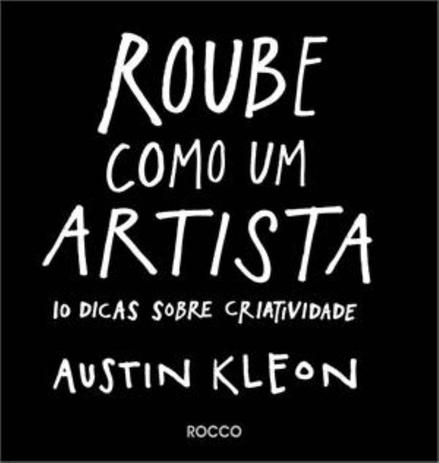 ROUBE
COMO UM
ARTISTA
10 DICAS SOBRE CRIATIVIDADE
AUSTIN KLEON
ROCCO